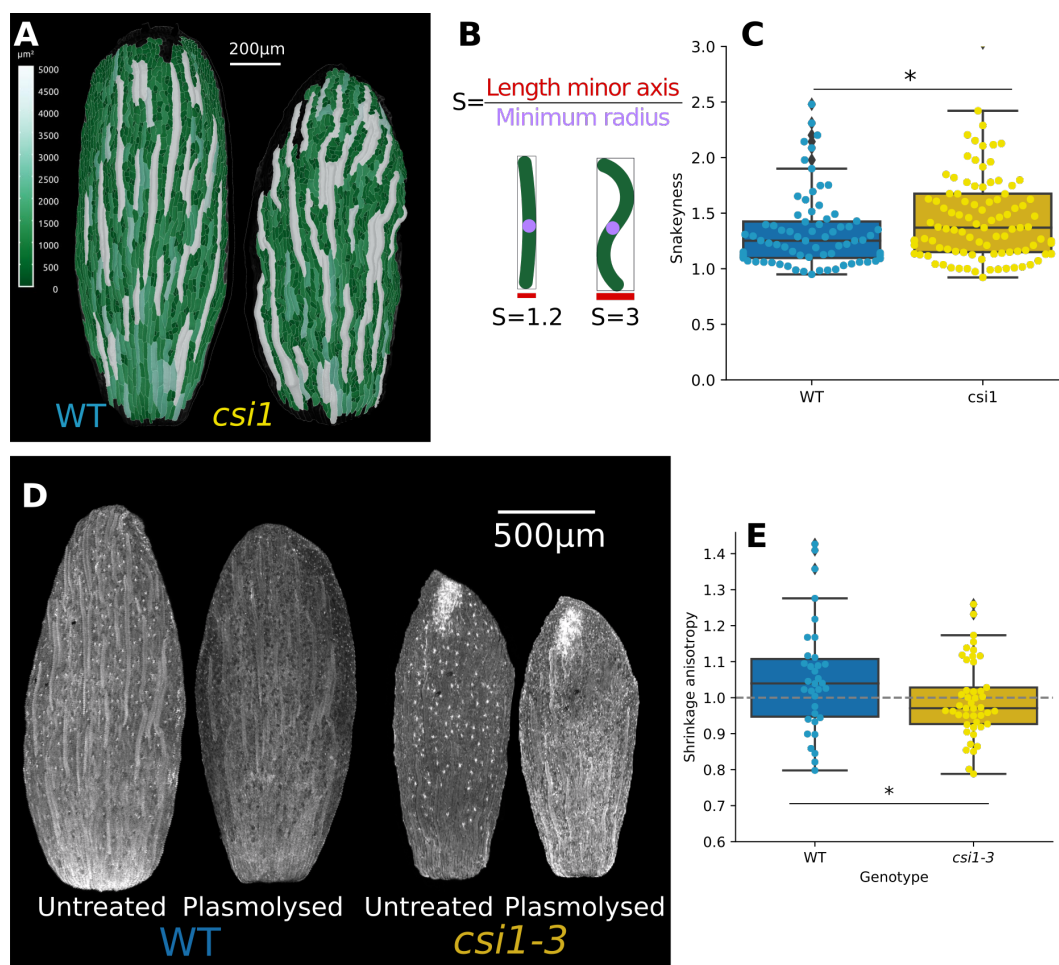 A
µm²
5000
4500
4000
3500
3000
2500
2000
1500
1000
500
0
200µm
WT
csi1
B
S=
Length minor axis
Minimum radius
S=1.2
S=3
C
Snakeyness
3.0
2.5
2.0
1.5
1.0
0.5
0.0
*
WT
csi1
D
500µm
Untreated Plasmolysed Untreated Plasmolysed
WT
csi1-3
E
Shrinkage anisotropy
1.4
1.3
1.2
1.1
1.0
0.9
0.8
0.7
0.6
*
WT
csi1-3
Genotype